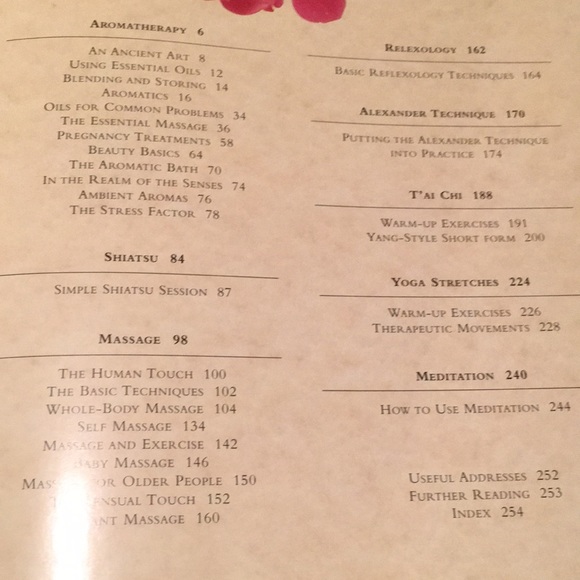 Aromatherapy 6
An Ancient Art 8
Using Essential Oils 12
Blending and Storing 14
Aromatics 16
Oils for Common Problems 34
The Essential Massage 36
Pregnancy Treatments 58
Beauty Basics 64
The Aromatic Bath 70
In the Realm of the Senses 74
Ambient Aromas 76
The Stress Factor 78
Shiatsu 84
Simple Shiatsu Session 87
Massage 98
The Human Touch 100
The Basic Techniques 102
Whole-Body Massage 104
Self Massage 134
Massage and Exercise 142
Baby Massage 146
Massage for Older People 150
Sensual Touch 152
Massage 160
Relexology 162
Basic Reflexology Techniques 164
Alexander Technique 170
Putting the Alexander Technique
into Practice 174
T'ai Chi 188
Warm-up Exercises 191
Yang-Style Short form 200
Yoga Stretches 224
Warm-up Exercises 226
Therapeutic Movements 228
Meditation 240
How to Use Meditation 244
Useful Addresses 252
Further Reading 253
Index 254